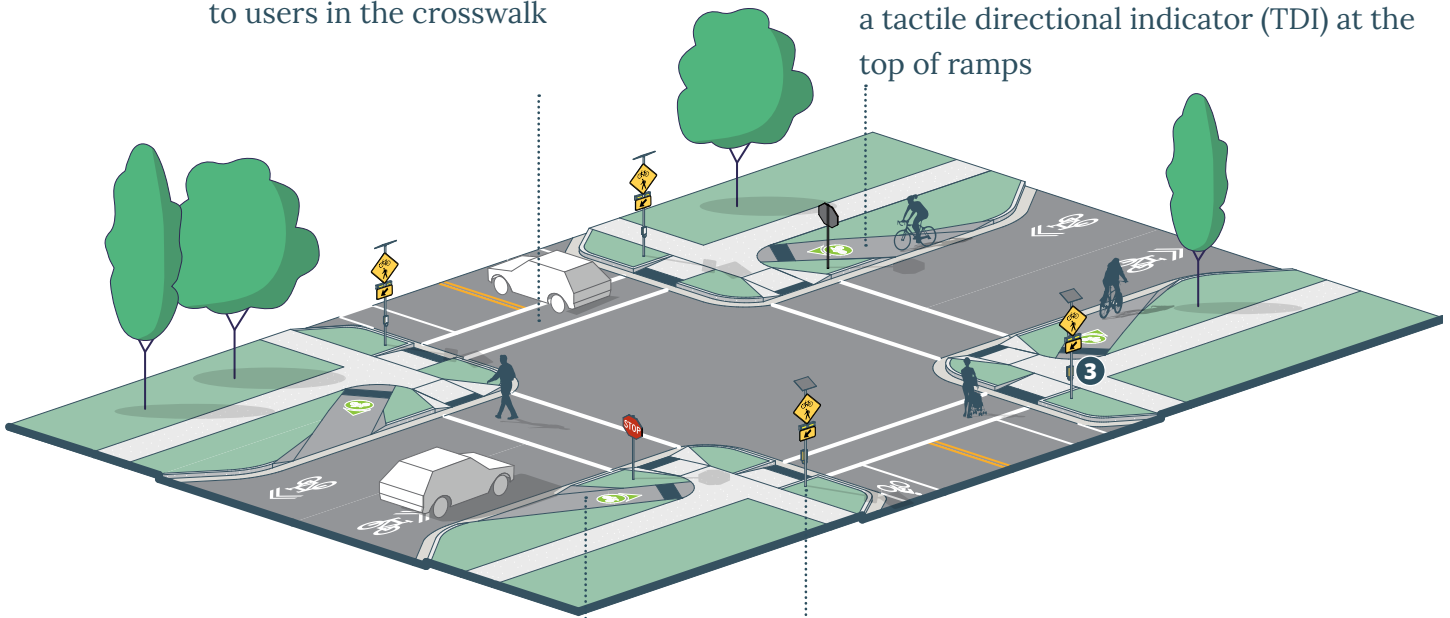 to users in the crosswalk
a tactile directional indicator (TDI) at the
top of ramps
3
STOP